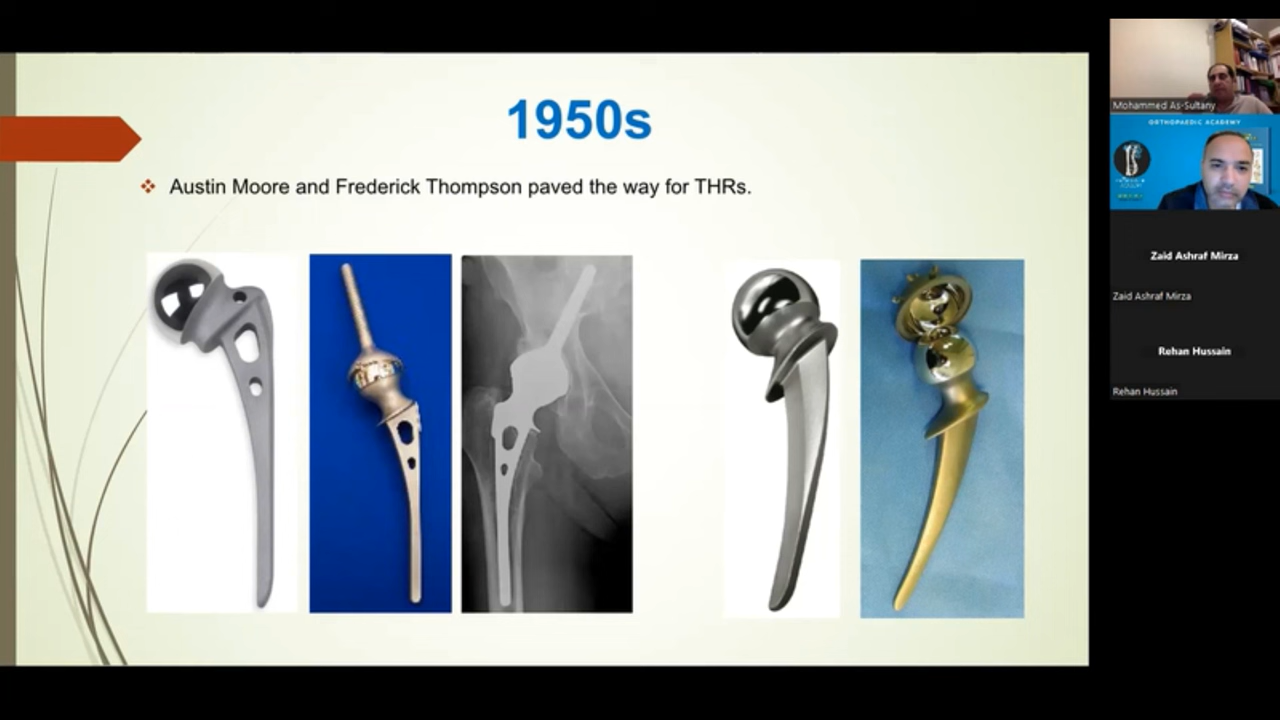 1950s
Austin Moore and Frederick Thompson paved the way for THRs.
Mohammed As-Sultany
ORTHOPAEDIC ACADEMY
Zaid Ashraf Mirza
Zaid Ashraf Mirza
Rehan Hussain
Rehan Hussain